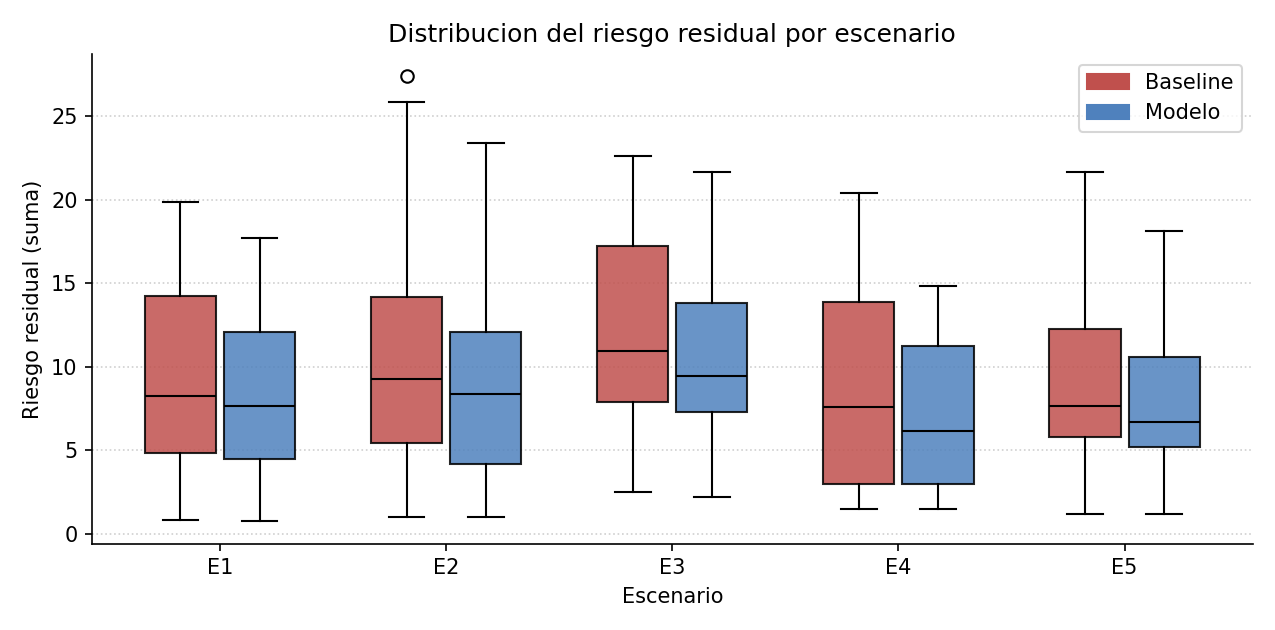 Distribucion del riesgo residual por escenario
Baseline
Modelo
Riesgo residual (suma)
25
20
15
10
5
0
E1 E2 E3 E4 E5
Escenario